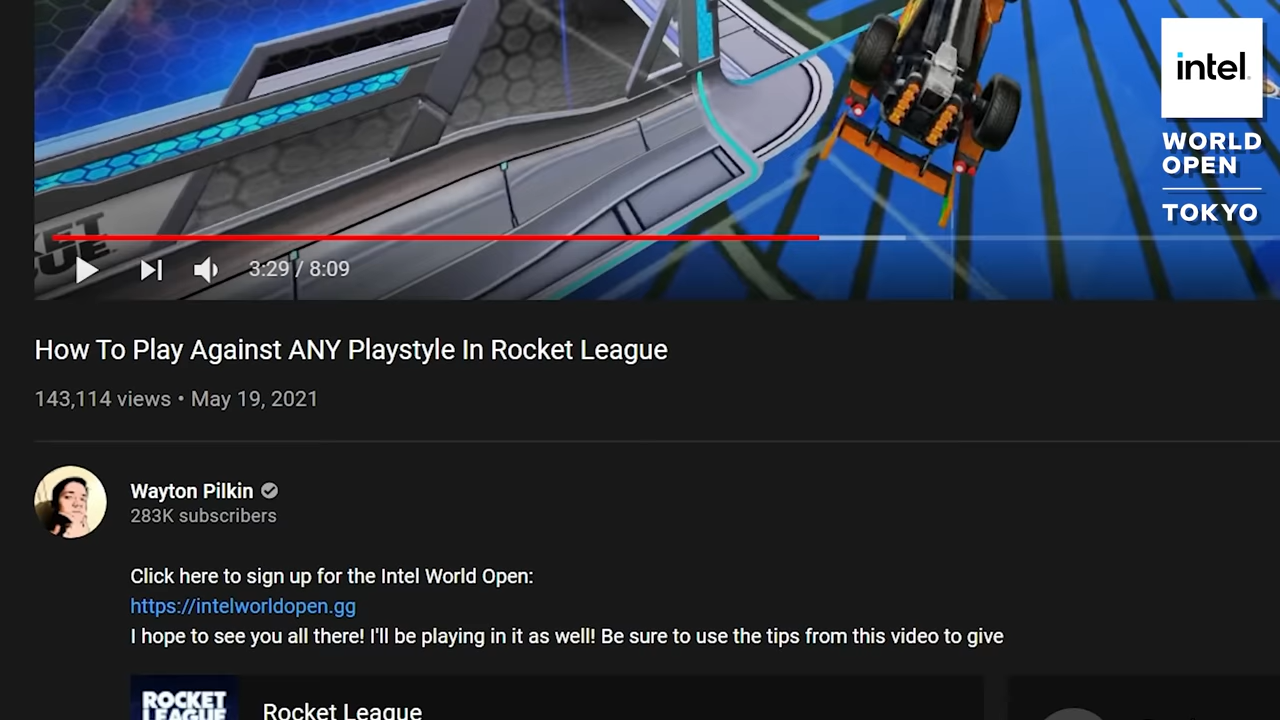 intel.
WORLD
OPEN
TOKYO
KET
GUE
3:29 / 8:09
How To Play Against ANY Playstyle In Rocket League
143,114 views • May 19, 2021
Wayton Pilkin
283K subscribers
Click here to sign up for the Intel World Open:
https://intelworldopen.gg
I hope to see you all there! I'll be playing in it as well! Be sure to use the tips from this video to give
ROCKET
LEAGUE
Rocket League